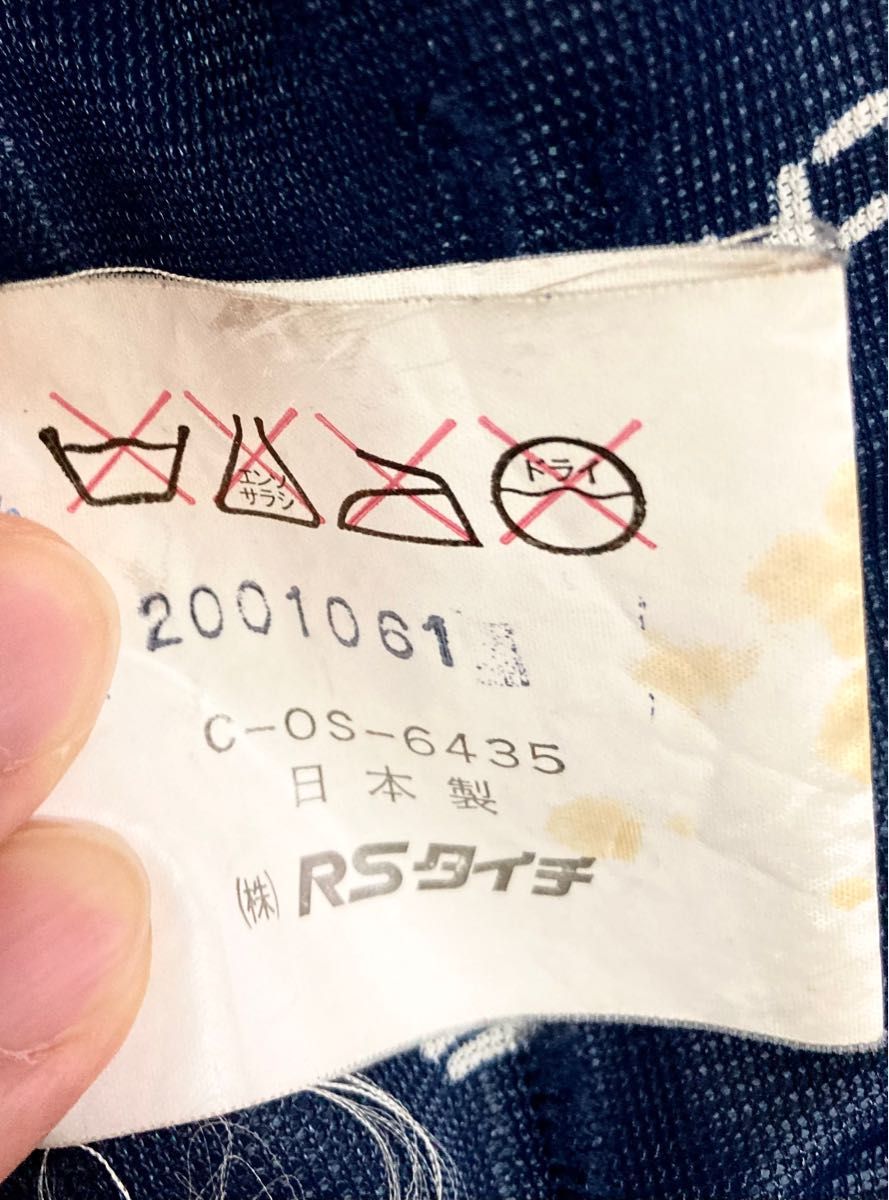 エンソ
サラシ
ドライ
2001061
C-OS-6435
日本製
(株) RSタイチ